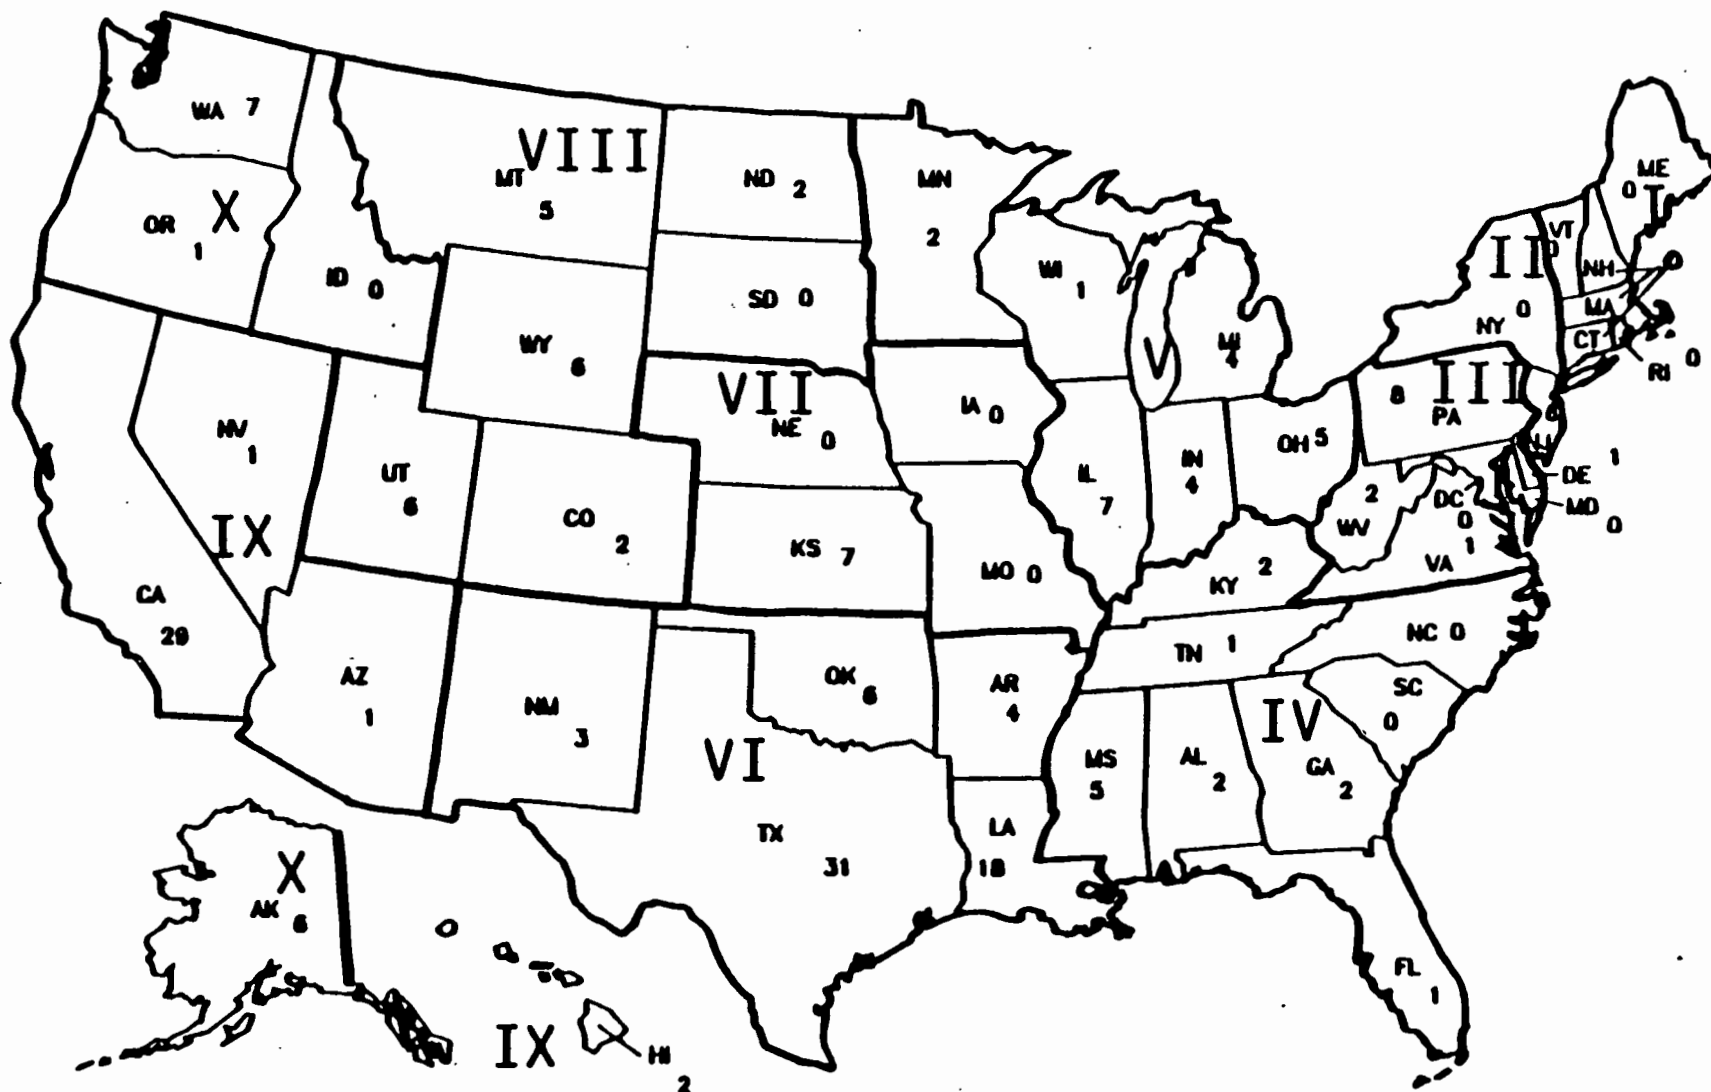 WA 7
VIII
MT
5
ND 2
MN
2
ME
0
I
OR
1
X
ID 0
WI
1
II
VT
0
NH
0
SD 0
NY
0
MA
WY
6
MI
4
V
CT
RI 0
VII
NE
0
IA 0
8
III
PA
NV
1
OH 5
UT
6
IL
7
IN
4
1
DE
2
WV
DC
0
MD
0
CO
2
IX
KS 7
1
VA
CA
29
MO 0
KY 2
NC 0
TN 1
AZ
1
NM
3
OK 6
AR
4
SC
0
VI
IV
MS
5
AL
2
GA
2
TX
31
LA
18
X
AK 6
FL
1
IX
HI
2